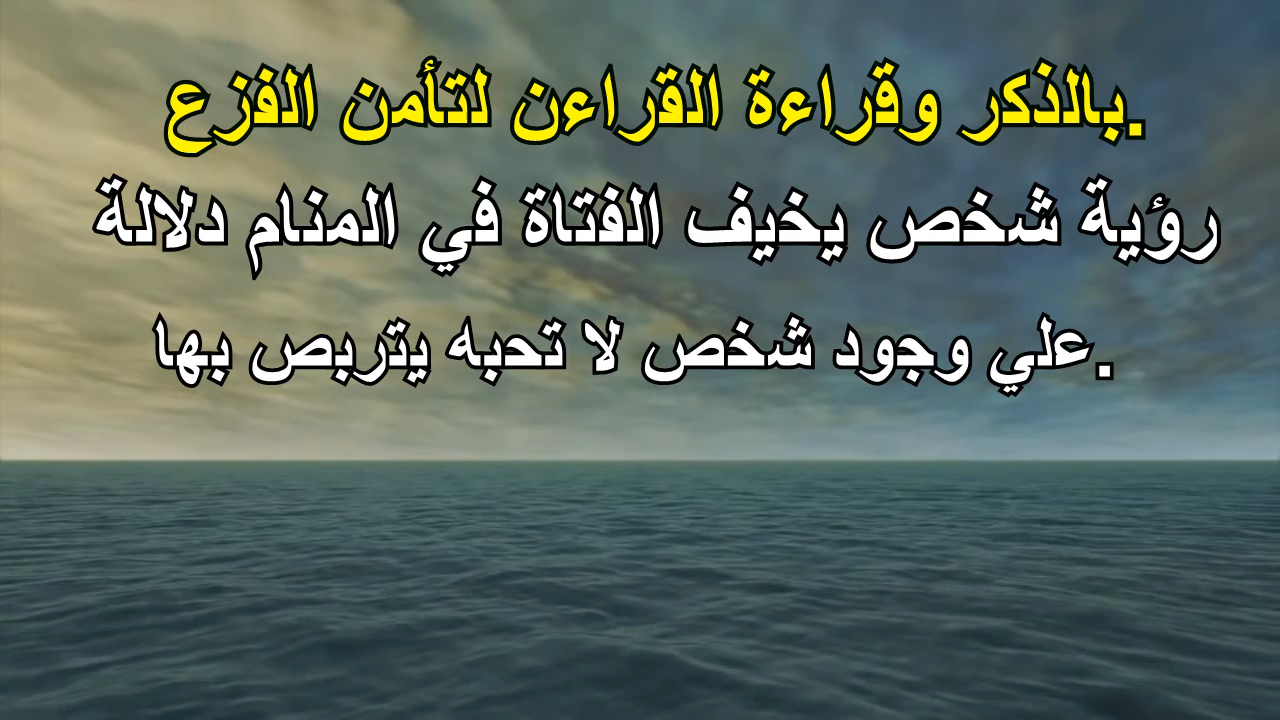 بالذكر وقراءة القراءن لتأمن الفزع.
رؤية شخص يخيف الفتاة في المنام دلالة
علي وجود شخص لا تحبه يتربص بها.